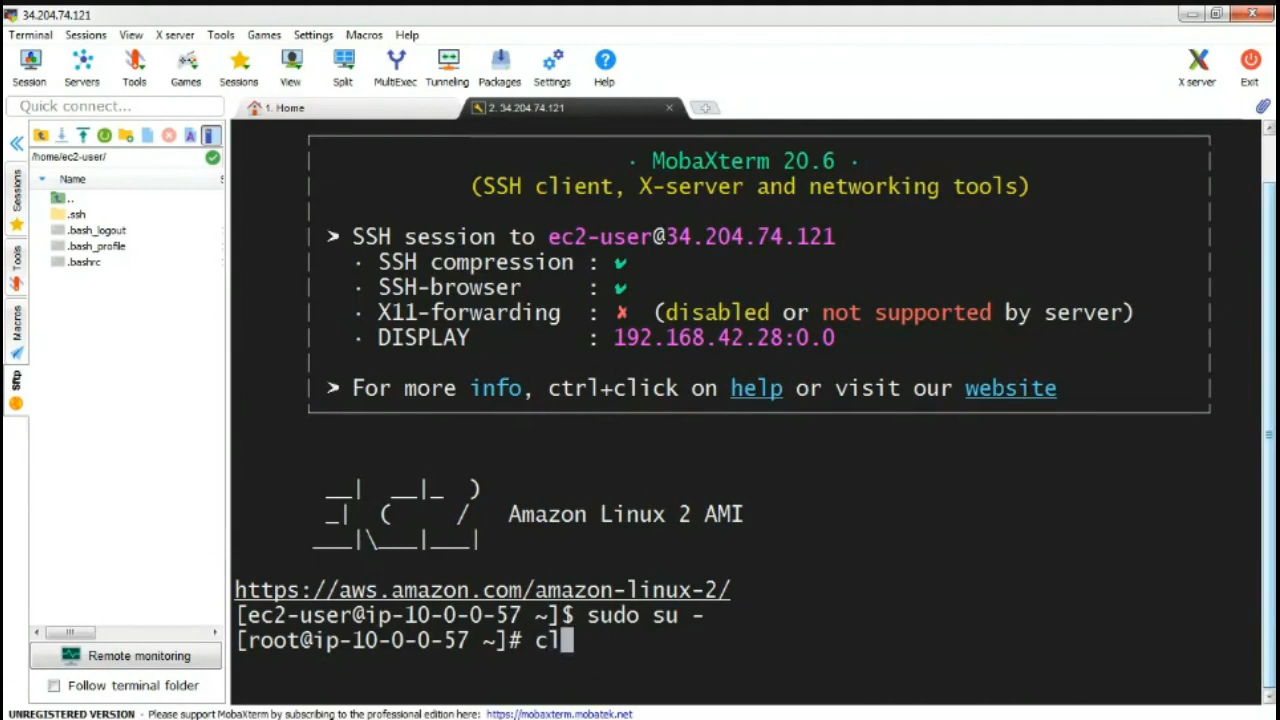 34.204.74.121
Terminal Sessions View X server Tools Games Settings Macros Help
Session Servers Tools Games Sessions View Split MultiExec Tunneling Packages Settings Help X server Exit
Quick connect...
1. Home
2. 34.204.74.121
/home/ec2-user/
Name
..
.ssh
.bash_logout
.bash_profile
.bashrc
Sessions
Tools
Macros
Sftp
· MobaXterm 20.6 ·
(SSH client, X-server and networking tools)
➤ SSH session to ec2-user@34.204.74.121
· SSH compression : ✔
· SSH-browser : ✔
· X11-forwarding : ✘ (disabled or not supported by server)
· DISPLAY : 192.168.42.28:0.0
➤ For more info, ctrl+click on help or visit our website
__| __|_ )
_| ( / Amazon Linux 2 AMI
___|\___|___|
https://aws.amazon.com/amazon-linux-2/
[ec2-user@ip-10-0-0-57 ~]$ sudo su -
[root@ip-10-0-0-57 ~]# cl
Remote monitoring
Follow terminal folder
UNREGISTERED VERSION - Please support MobaXterm by subscribing to the professional edition here: https://mobaxterm.mobatek.net